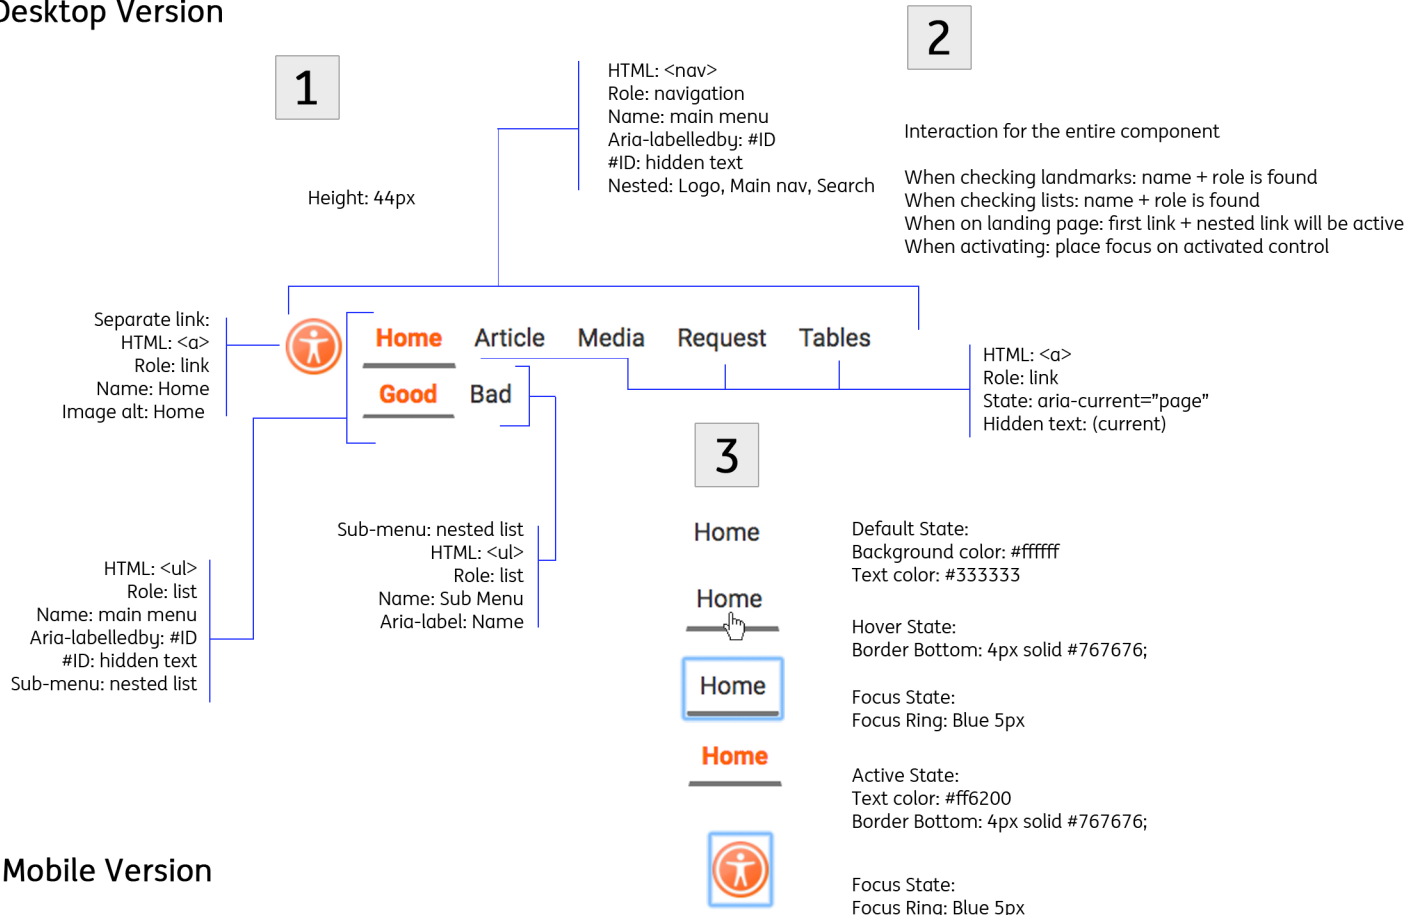 Desktop Version
1
2
HTML: <nav>
Role: navigation
Name: main menu
Aria-labelledby: #ID
#ID: hidden text
Nested: Logo, Main nav, Search
Height: 44px
Interaction for the entire component
When checking landmarks: name + role is found
When checking lists: name + role is found
When on landing page: first link + nested link will be active
When activating: place focus on activated control
Separate link:
HTML: <a>
Role: link
Name: Home
Image alt: Home
Home Article Media Request Tables
Good Bad
HTML: <a>
Role: link
State: aria-current=”page”
Hidden text: (current)
HTML: <ul>
Role: list
Name: main menu
Aria-labelledby: #ID
#ID: hidden text
Sub-menu: nested list
Sub-menu: nested list
HTML: <ul>
Role: list
Name: Sub Menu
Aria-label: Name
3
Home
Default State:
Background color: #ffffff
Text color: #333333
Home
Hover State:
Border Bottom: 4px solid #767676;
Home
Focus State:
Focus Ring: Blue 5px
Home
Active State:
Text color: #ff6200
Border Bottom: 4px solid #767676;
Focus State:
Focus Ring: Blue 5px
Mobile Version